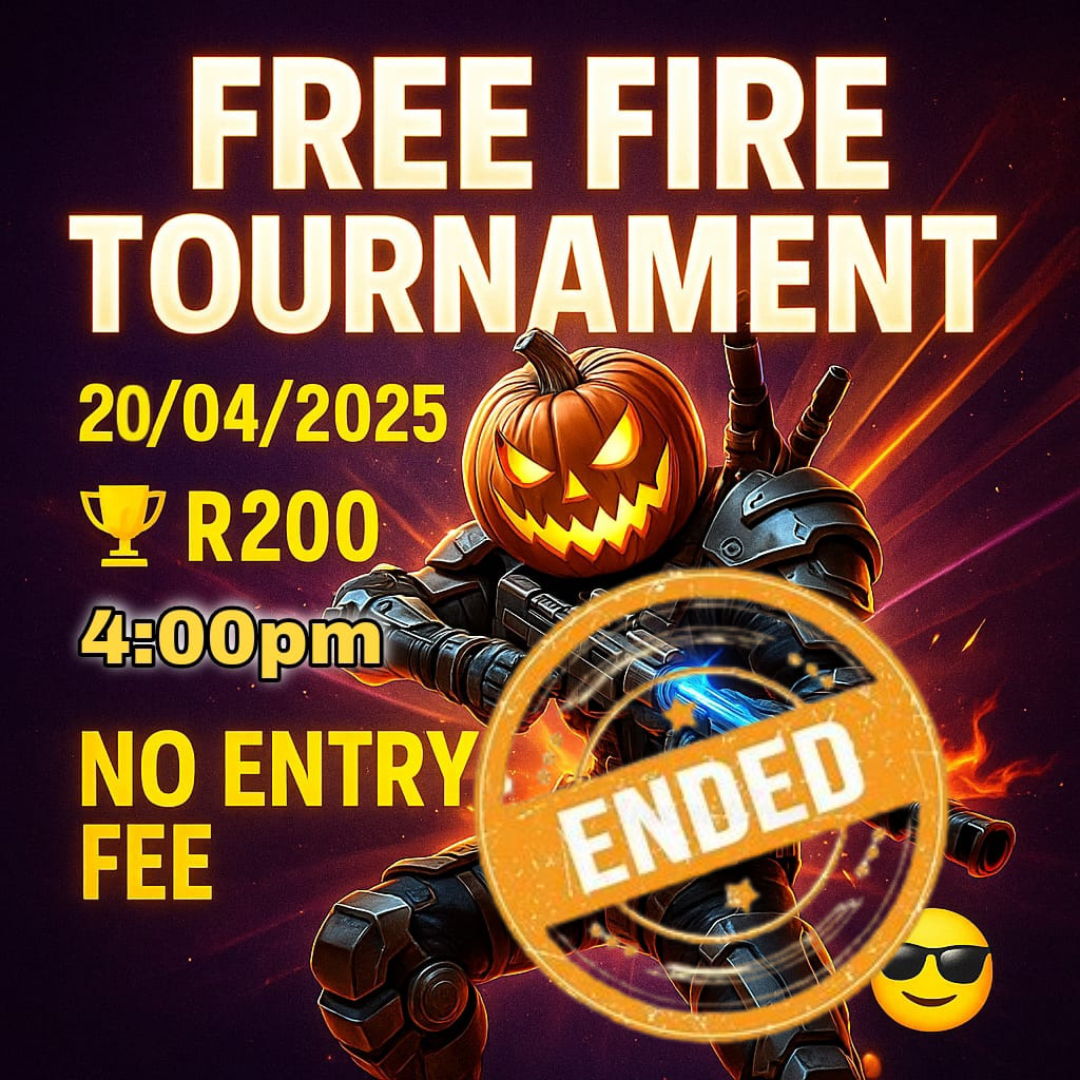 FREE FIRE
TOURNAMENT
20/04/2025
R200
4:00pm
NO ENTRY
FEE
ENDED